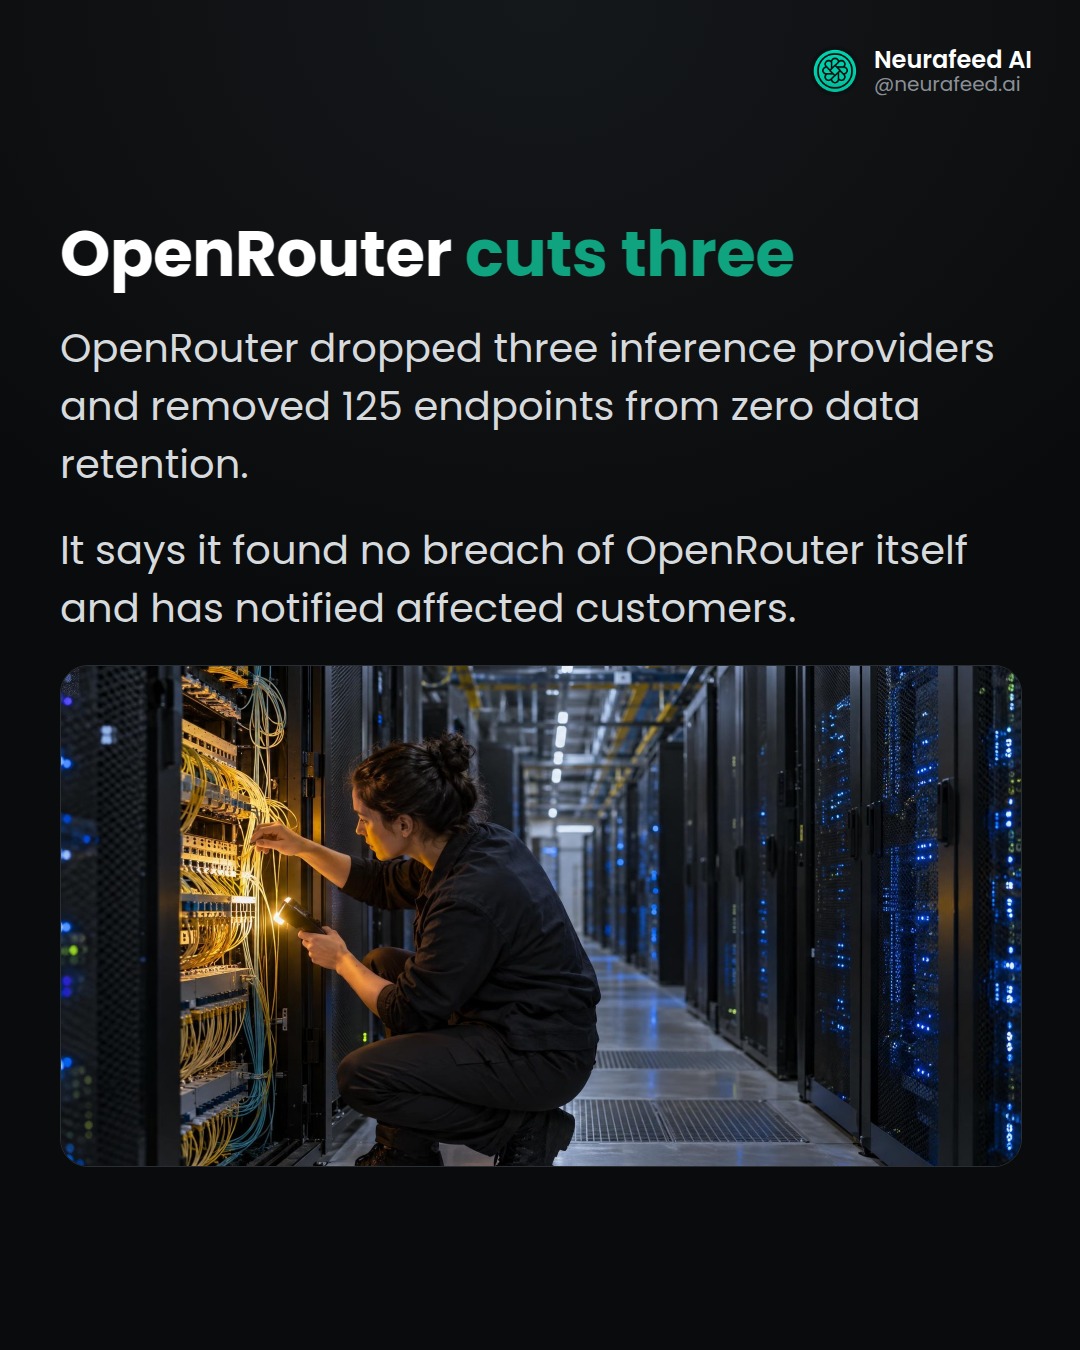 Neurafeed AI
@neurafeed.ai
OpenRouter cuts three
OpenRouter dropped three inference providers
and removed 125 endpoints from zero data
retention.
It says it found no breach of OpenRouter itself
and has notified affected customers.